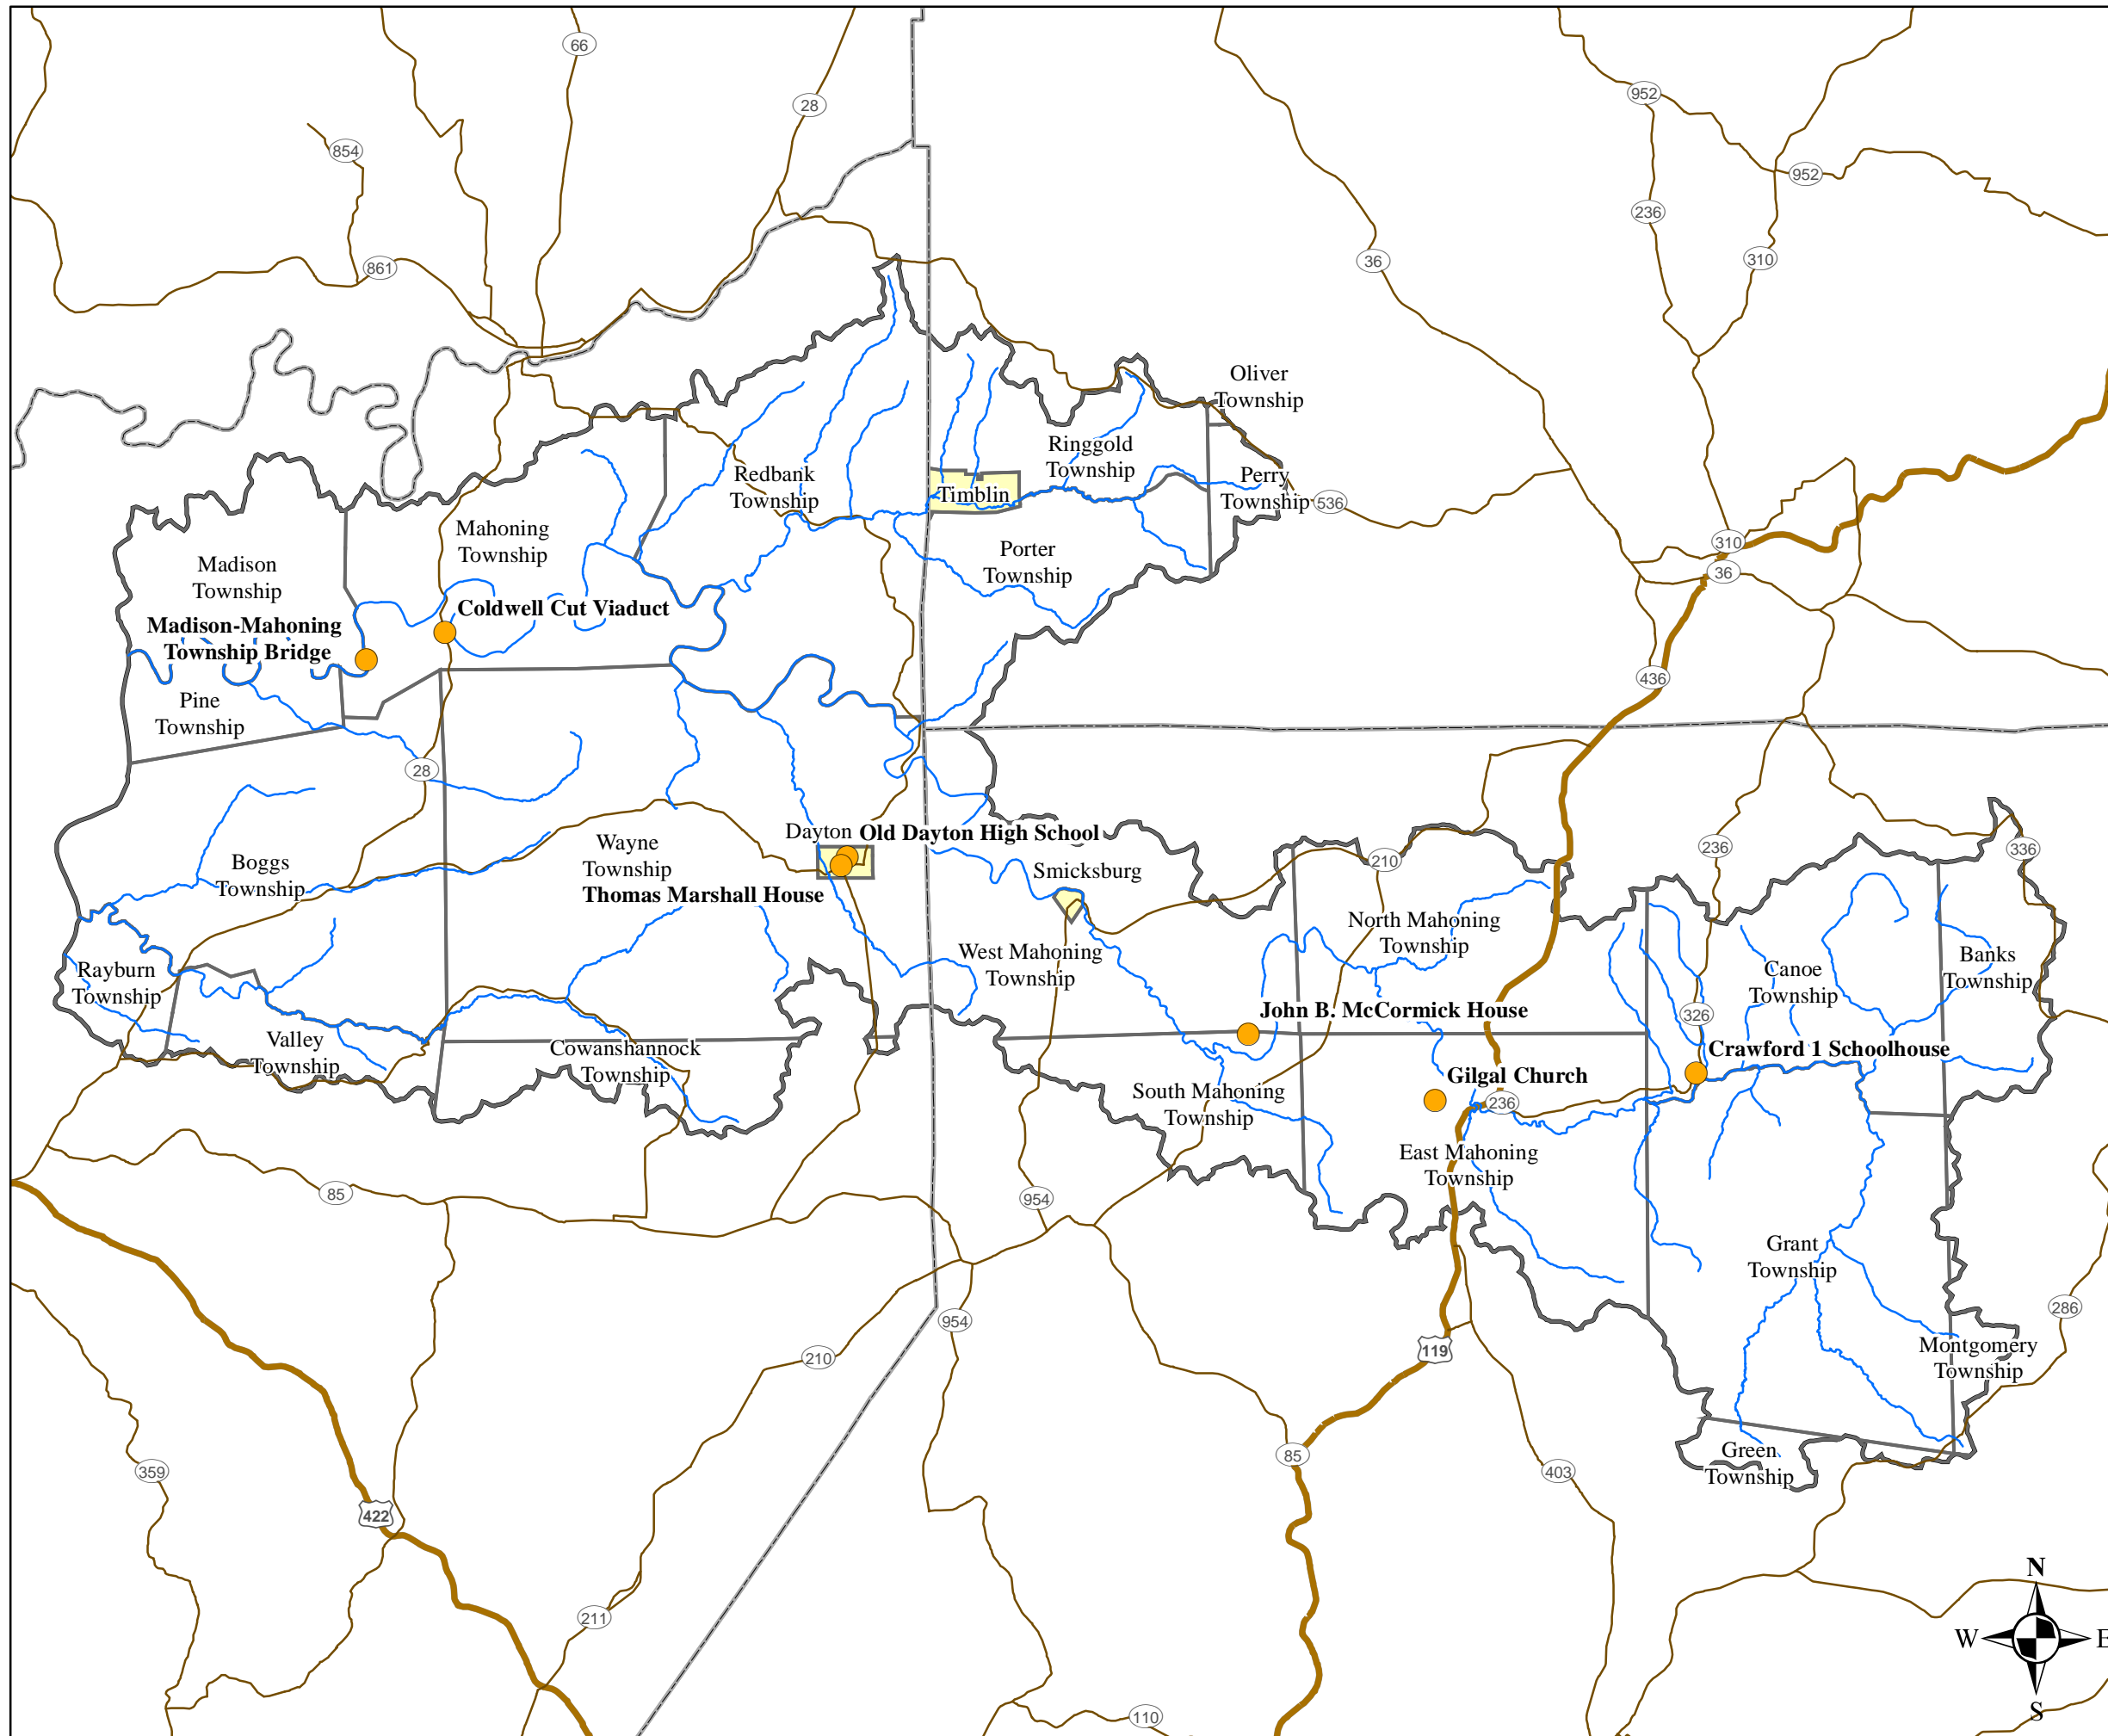 66
28
952
854
952
236
310
861
36
Oliver
Township
Ringgold
Township
Redbank
Township
Perry
Township
Timblin
536
Mahoning
Township
310
Porter
Township
Madison
Township
36
Coldwell Cut Viaduct
Madison-Mahoning
Township Bridge
436
Pine
Township
28
Dayton
Old Dayton High School
Wayne
Township
236
336
210
Boggs
Township
Smicksburg
Thomas Marshall House
North Mahoning
Township
West Mahoning
Township
Banks
Township
Rayburn
Township
Canoe
Township
John B. McCormick House
326
Valley
Township
Cowanshannock
Township
Crawford 1 Schoolhouse
Gilgal Church
South Mahoning
Township
236
East Mahoning
Township
85
954
Grant
Township
286
954
119
Montgomery
Township
210
Green
Township
85
359
403
422
N
211
W
E
S
110